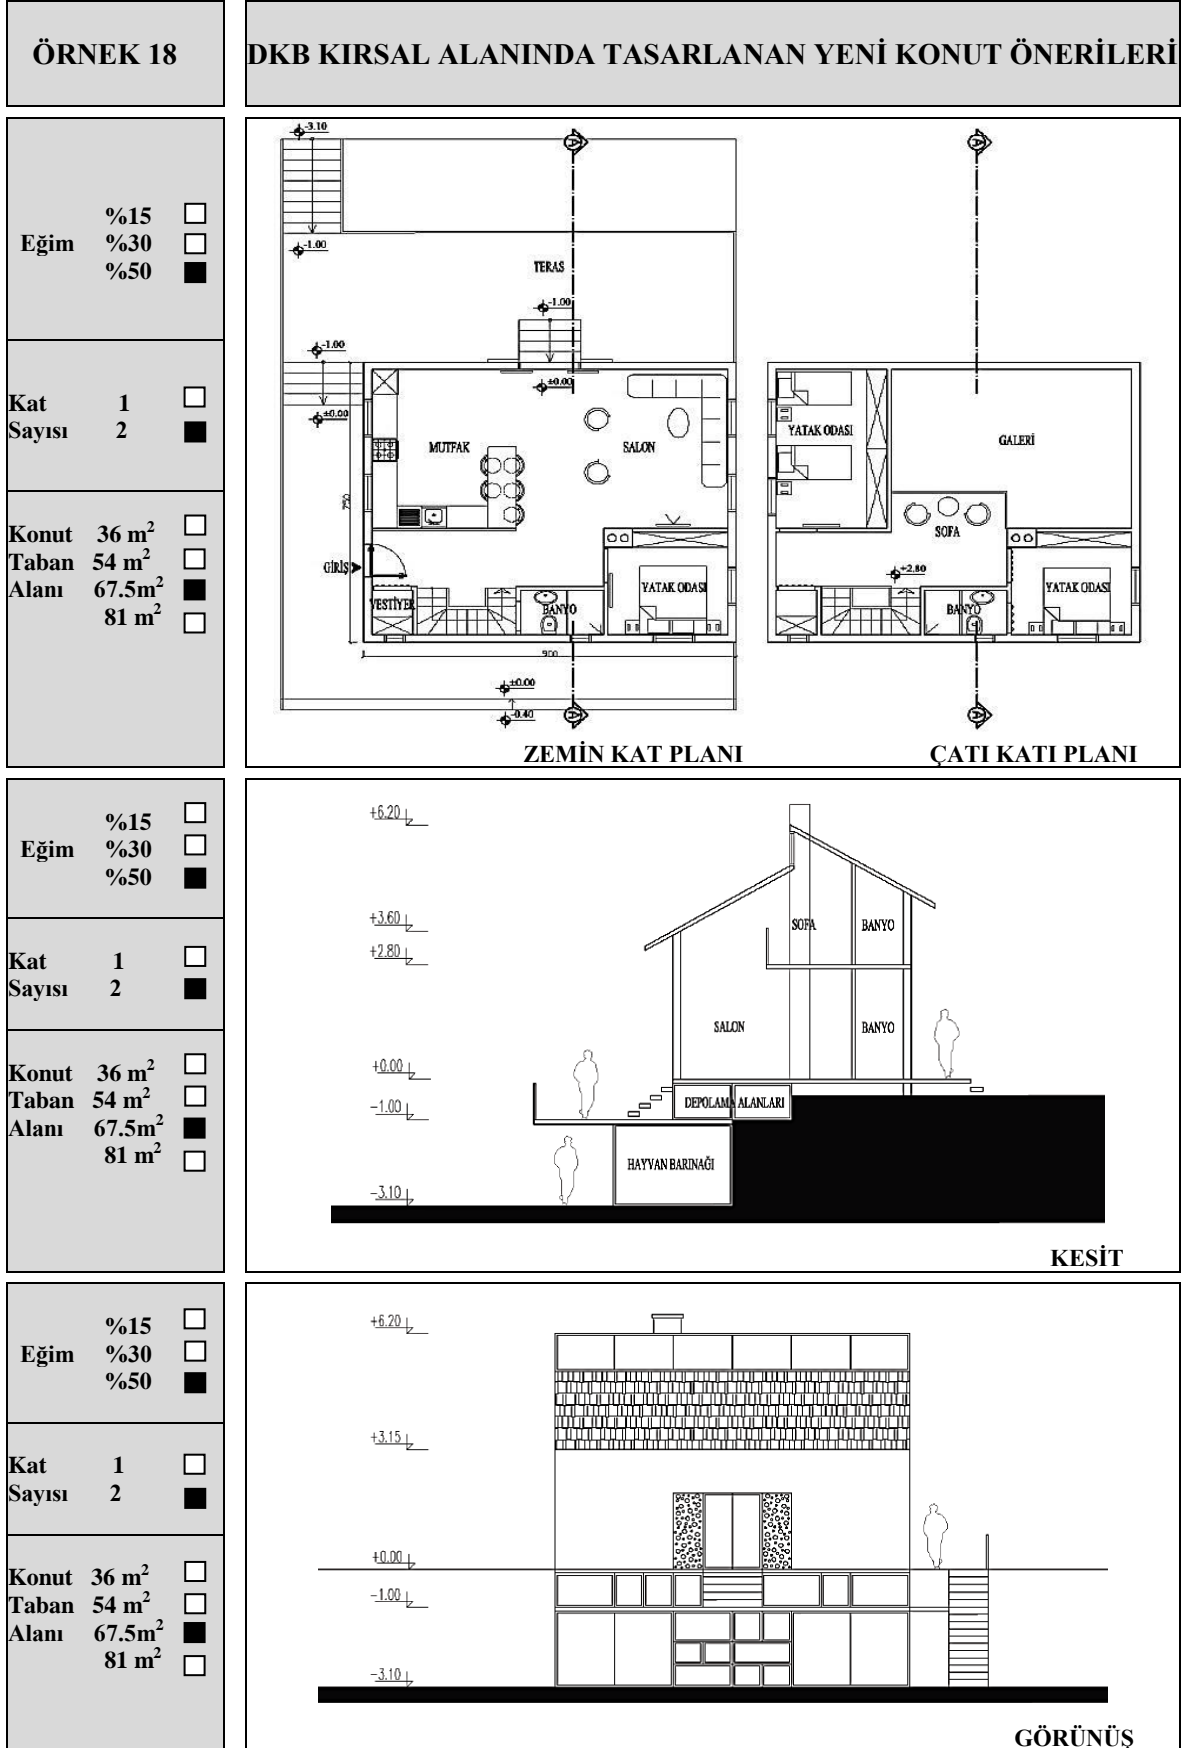 ÖRNEK 18
DKB KIRSAL ALANINDA TASARLANAN YENİ KONUT ÖNERİLERİ
%15
Eğim %30
%50
Kat 1
Sayısı 2
Konut 36 m²
Taban 54 m²
Alanı 67.5m²
81 m²
-3.10
A
A
-1.00
TERAS
-1.00
-1.00
±0.00
±0.00
MUTFAK
SALON
YATAK ODASI
GALERİ
750
SOFA
GİRİŞ
+2.80
YATAK ODASI
YATAK ODASI
VESTİYER
BANYO
BANYO
900
±0.00
-0.40
A
A
ZEMİN KAT PLANI
ÇATI KATI PLANI
%15
Eğim %30
%50
Kat 1
Sayısı 2
Konut 36 m²
Taban 54 m²
Alanı 67.5m²
81 m²
+6.20
+3.60
SOFA
BANYO
+2.80
SALON
BANYO
+0.00
DEPOLAMA ALANLARI
-1.00
HAYVAN BARINAĞI
-3.10
KESİT
%15
Eğim %30
%50
Kat 1
Sayısı 2
Konut 36 m²
Taban 54 m²
Alanı 67.5m²
81 m²
+6.20
+3.15
+0.00
-1.00
-3.10
GÖRÜNÜŞ